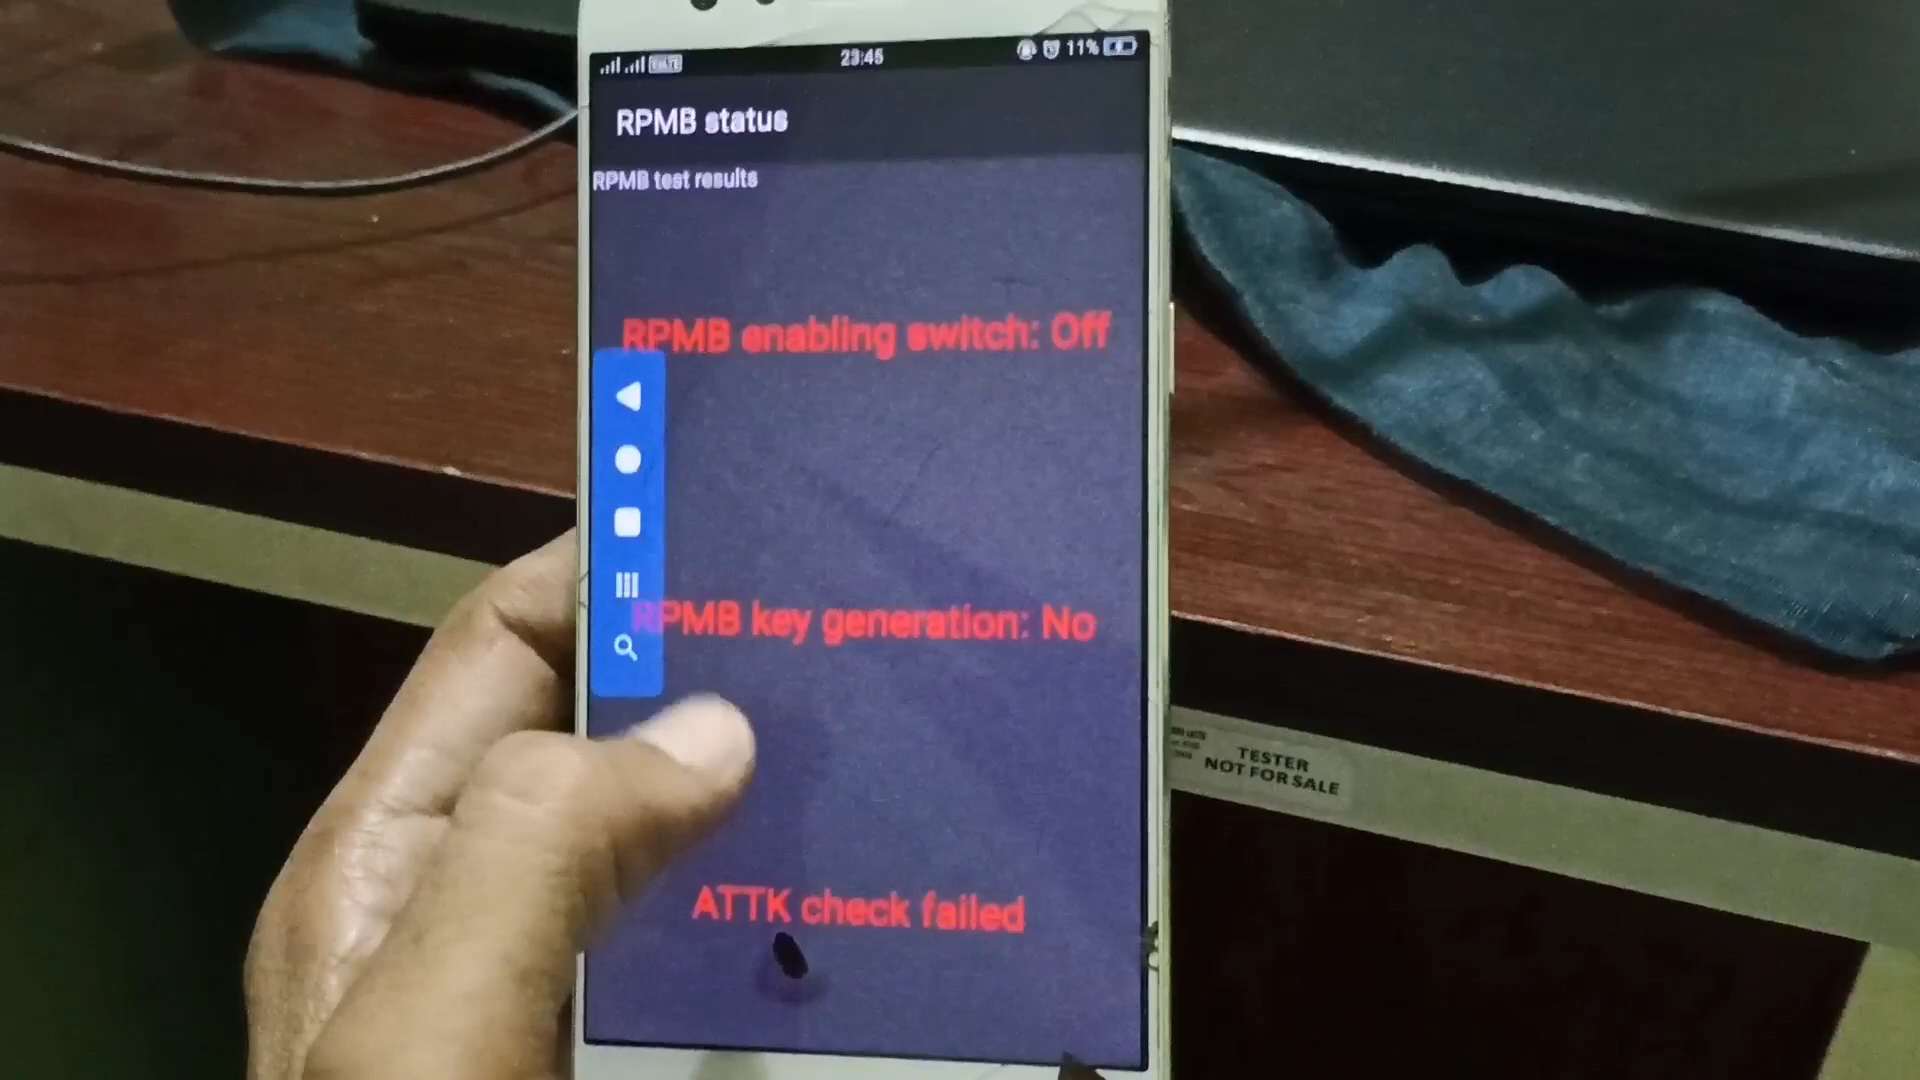 23:45
11%
RPMB status
RPMB test results
RPMB enabling switch: Off
RPMB key generation: No
ATTK check failed
TESTER
NOT FOR SALE